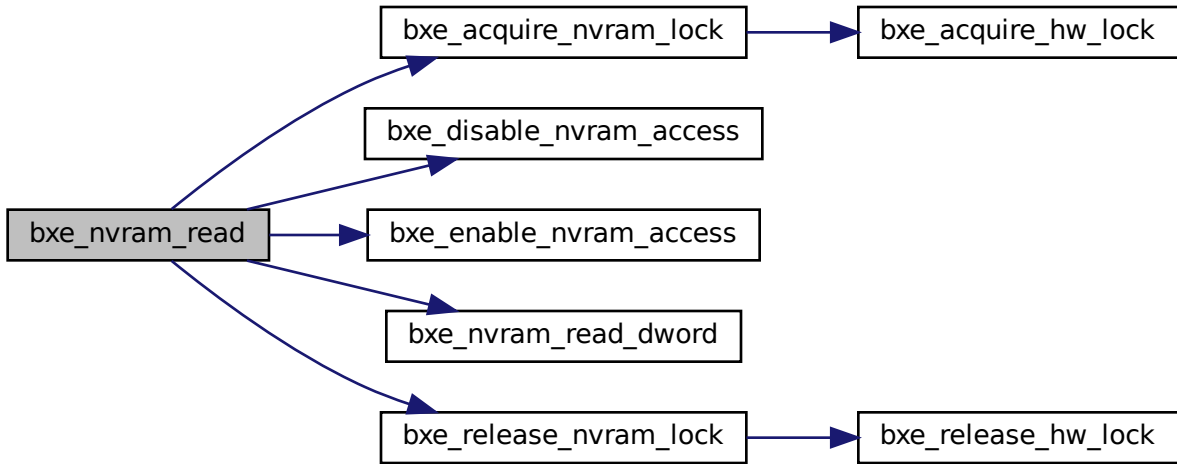 bxe_acquire_nvram_lock
bxe_acquire_hw_lock
bxe_disable_nvram_access
bxe_nvram_read
bxe_enable_nvram_access
bxe_nvram_read_dword
bxe_release_nvram_lock
bxe_release_hw_lock